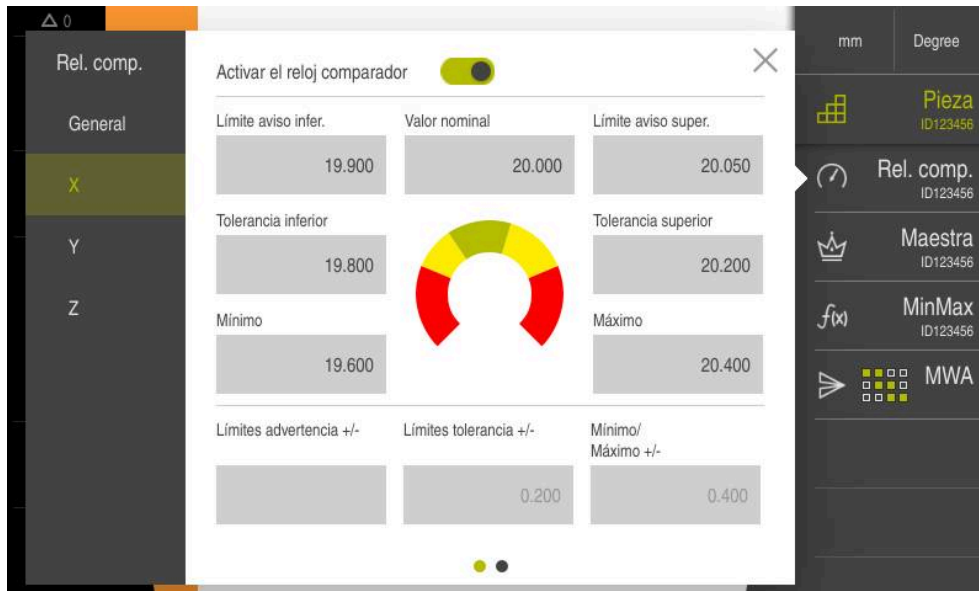 0
Rel. comp.
General
X
Y
Z
Activar el reloj comparador
Límite aviso infer.
Valor nominal
Límite aviso super.
19.900
20.000
20.050
Tolerancia inferior
Tolerancia superior
19.800
20.200
Mínimo
Máximo
19.600
20.400
Límites advertencia +/-
Límites tolerancia +/-
Mínimo/
Máximo +/-
0.200
0.400
mm
Degree
Pieza
ID123456
Rel. comp.
ID123456
Maestra
ID123456
f(x)
MinMax
ID123456
MWA